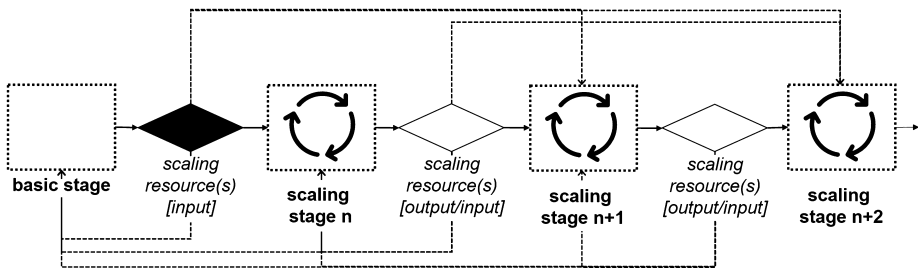 basic stage
scaling
resource(s)
[input]
scaling
stage n
scaling
resource(s)
[output/input]
scaling
stage n+1
scaling
resource(s)
[output/input]
scaling
stage n+2